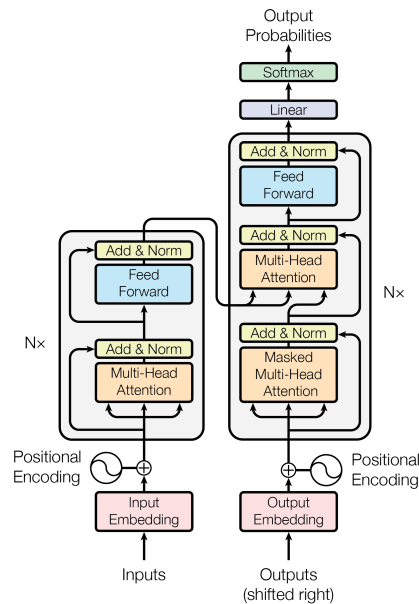 Output
Probabilities
Softmax
Linear
Add & Norm
Feed
Forward
Add & Norm
Multi-Head
Attention
Add & Norm
Masked
Multi-Head
Attention
N×
Add & Norm
Feed
Forward
Add & Norm
Multi-Head
Attention
N×
Positional
Encoding
Positional
Encoding
Input
Embedding
Output
Embedding
Inputs
Outputs
(shifted right)